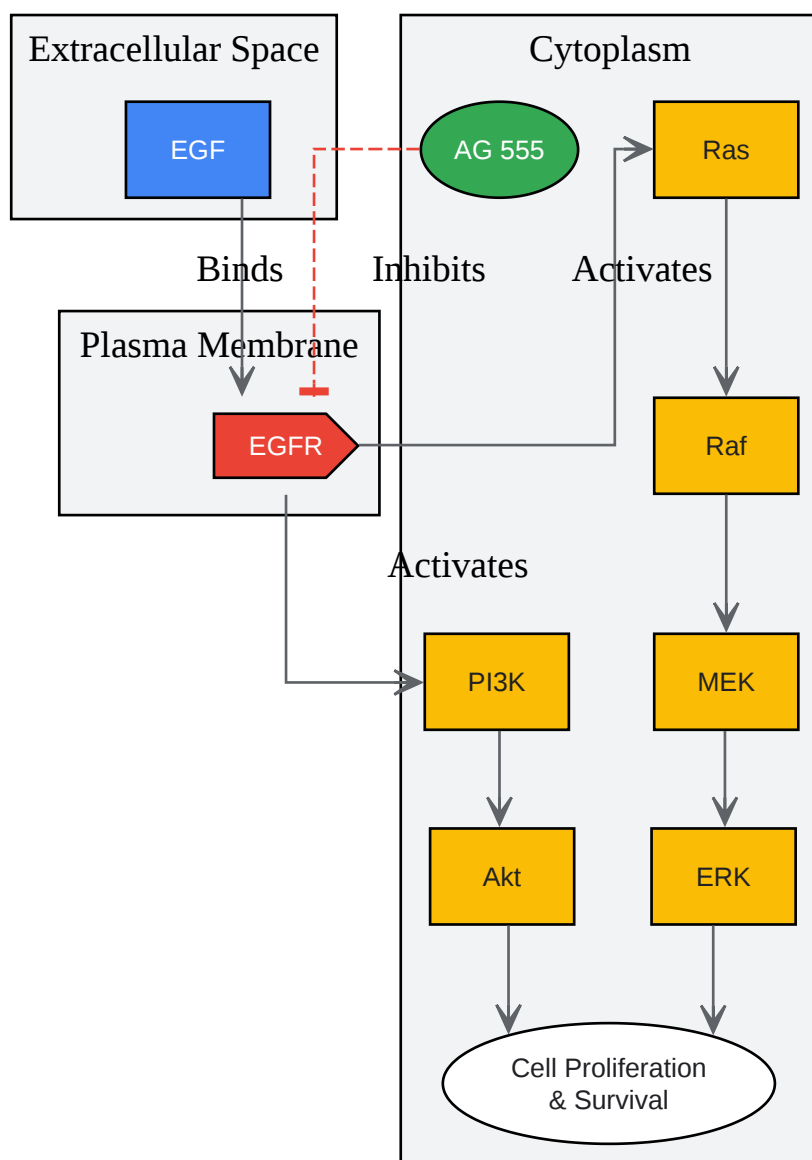 Extracellular Space
Cytoplasm
EGF
AG 555
Ras
Binds
Inhibits
Activates
Plasma Membrane
EGFR
Raf
Activates
PI3K
MEK
Akt
ERK
Cell Proliferation
& Survival